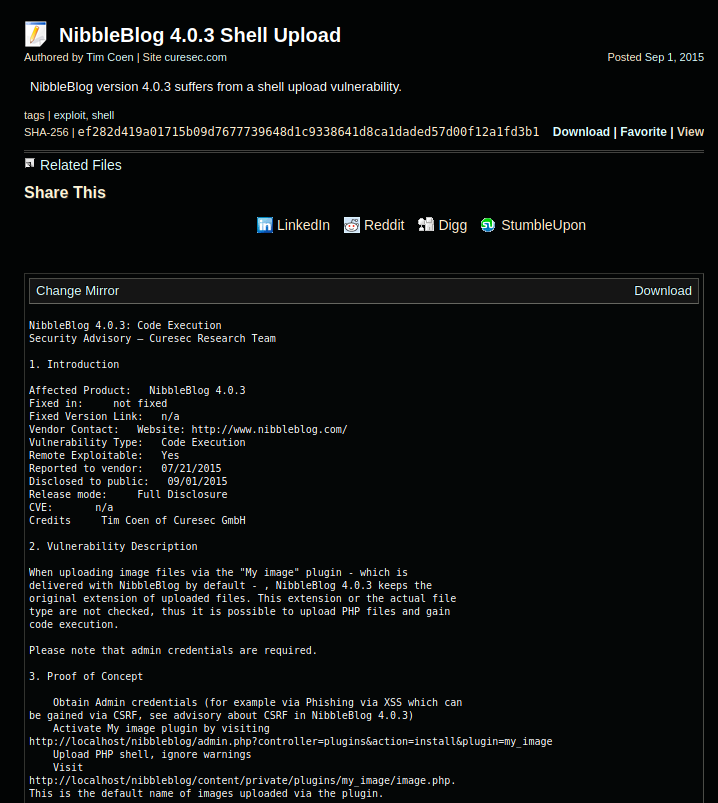 NibbleBlog 4.0.3 Shell Upload
Authored by Tim Coen | Site curesec.com Posted Sep 1, 2015
NibbleBlog version 4.0.3 suffers from a shell upload vulnerability.
tags | exploit, shell
SHA-256 | ef282d419a01715b09d7677739648d1c9338641d8ca1daded57d00f12a1fd3b1 Download | Favorite | View
Related Files
Share This
LinkedIn Reddit Digg StumbleUpon
Change Mirror Download
NibbleBlog 4.0.3: Code Execution
Security Advisory – Curesec Research Team
1. Introduction
Affected Product: NibbleBlog 4.0.3
Fixed in: not fixed
Fixed Version Link: n/a
Vendor Contact: Website: http://www.nibbleblog.com/
Vulnerability Type: Code Execution
Remote Exploitable: Yes
Reported to vendor: 07/21/2015
Disclosed to public: 09/01/2015
Release mode: Full Disclosure
CVE: n/a
Credits Tim Coen of Curesec GmbH
2. Vulnerability Description
When uploading image files via the "My image" plugin - which is
delivered with NibbleBlog by default - , NibbleBlog 4.0.3 keeps the
original extension of uploaded files. This extension or the actual file
type are not checked, thus it is possible to upload PHP files and gain
code execution.
Please note that admin credentials are required.
3. Proof of Concept
Obtain Admin credentials (for example via Phishing via XSS which can
be gained via CSRF, see advisory about CSRF in NibbleBlog 4.0.3)
Activate My image plugin by visiting
http://localhost/nibbleblog/admin.php?controller=plugins&action=install&plugin=my_image
Upload PHP shell, ignore warnings
Visit
http://localhost/nibbleblog/content/private/plugins/my_image/image.php.
This is the default name of images uploaded via the plugin.